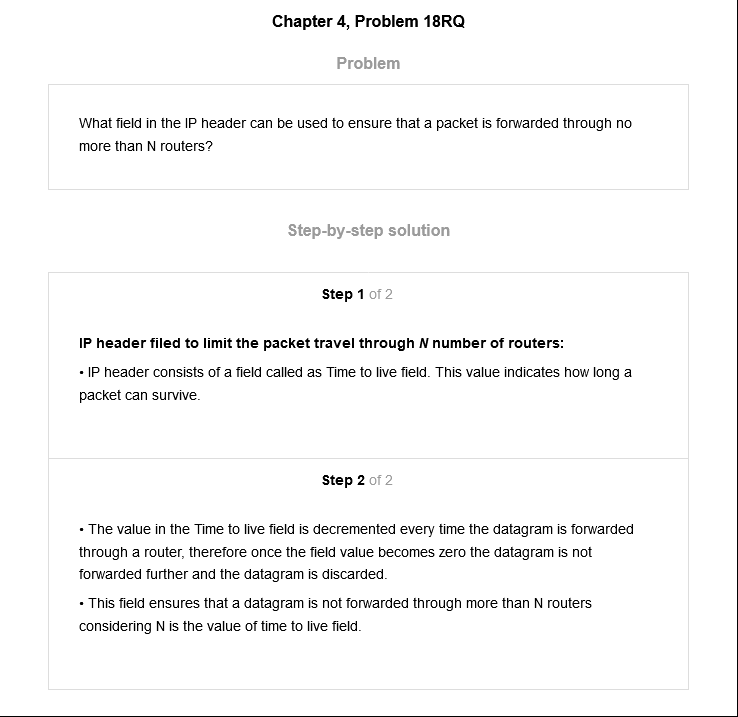 Chapter 4, Problem 18RQ
Problem
What field in the IP header can be used to ensure that a packet is forwarded through no
more than N routers?
Step-by-step solution
Step 1 of 2
IP header filed to limit the packet travel through N number of routers:
• IP header consists of a field called as Time to live field. This value indicates how long a
packet can survive.
Step 2 of 2
• The value in the Time to live field is decremented every time the datagram is forwarded
through a router, therefore once the field value becomes zero the datagram is not
forwarded further and the datagram is discarded.
• This field ensures that a datagram is not forwarded through more than N routers
considering N is the value of time to live field.